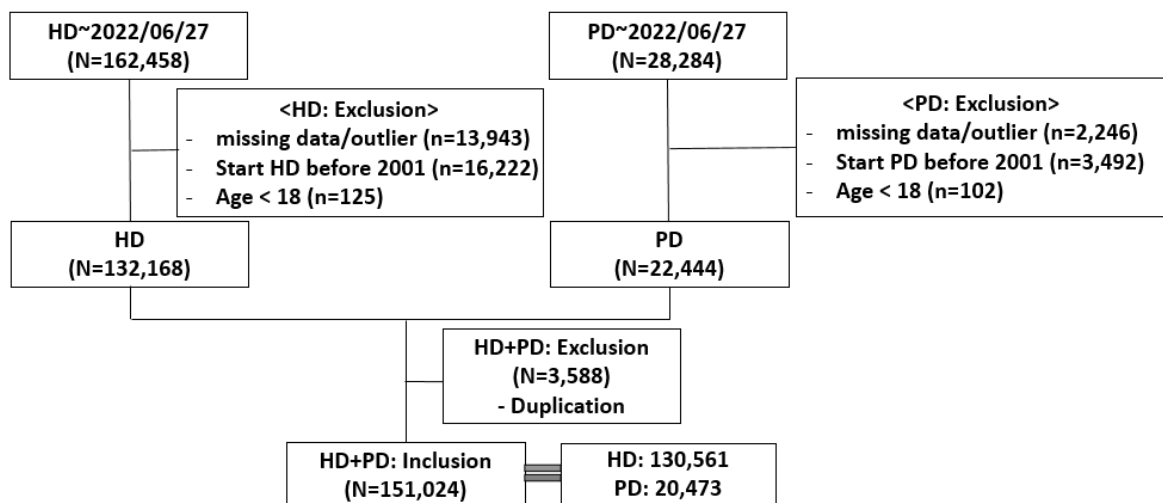 HD~2022/06/27
(N=162,458)
PD~2022/06/27
(N=28,284)
<HD: Exclusion>
- missing data/outlier (n=13,943)
- Start HD before 2001 (n=16,222)
- Age < 18 (n=125)
<PD: Exclusion>
- missing data/outlier (n=2,246)
- Start PD before 2001 (n=3,492)
- Age < 18 (n=102)
HD
(N=132,168)
PD
(N=22,444)
HD+PD: Exclusion
(N=3,588)
- Duplication
HD+PD: Inclusion
(N=151,024)
HD: 130,561
PD: 20,473